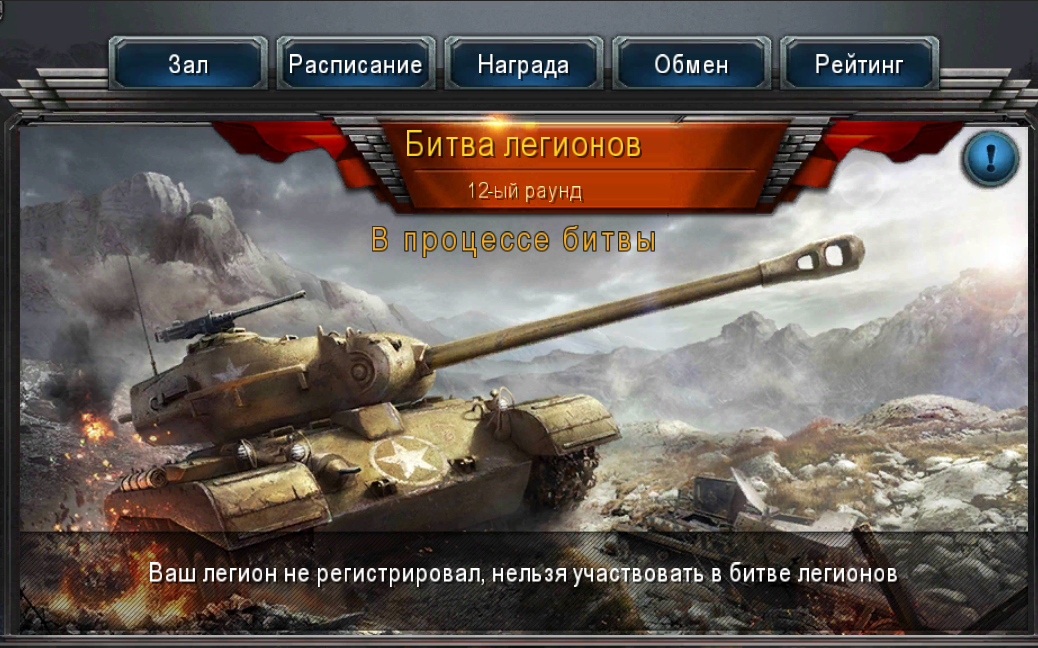 Зал
Расписание
Награда
Обмен
Рейтинг
Битва легионов
12-ый раунд
В процессе битвы
Ваш легион не регистрировал, нельзя участвовать в битве легионов